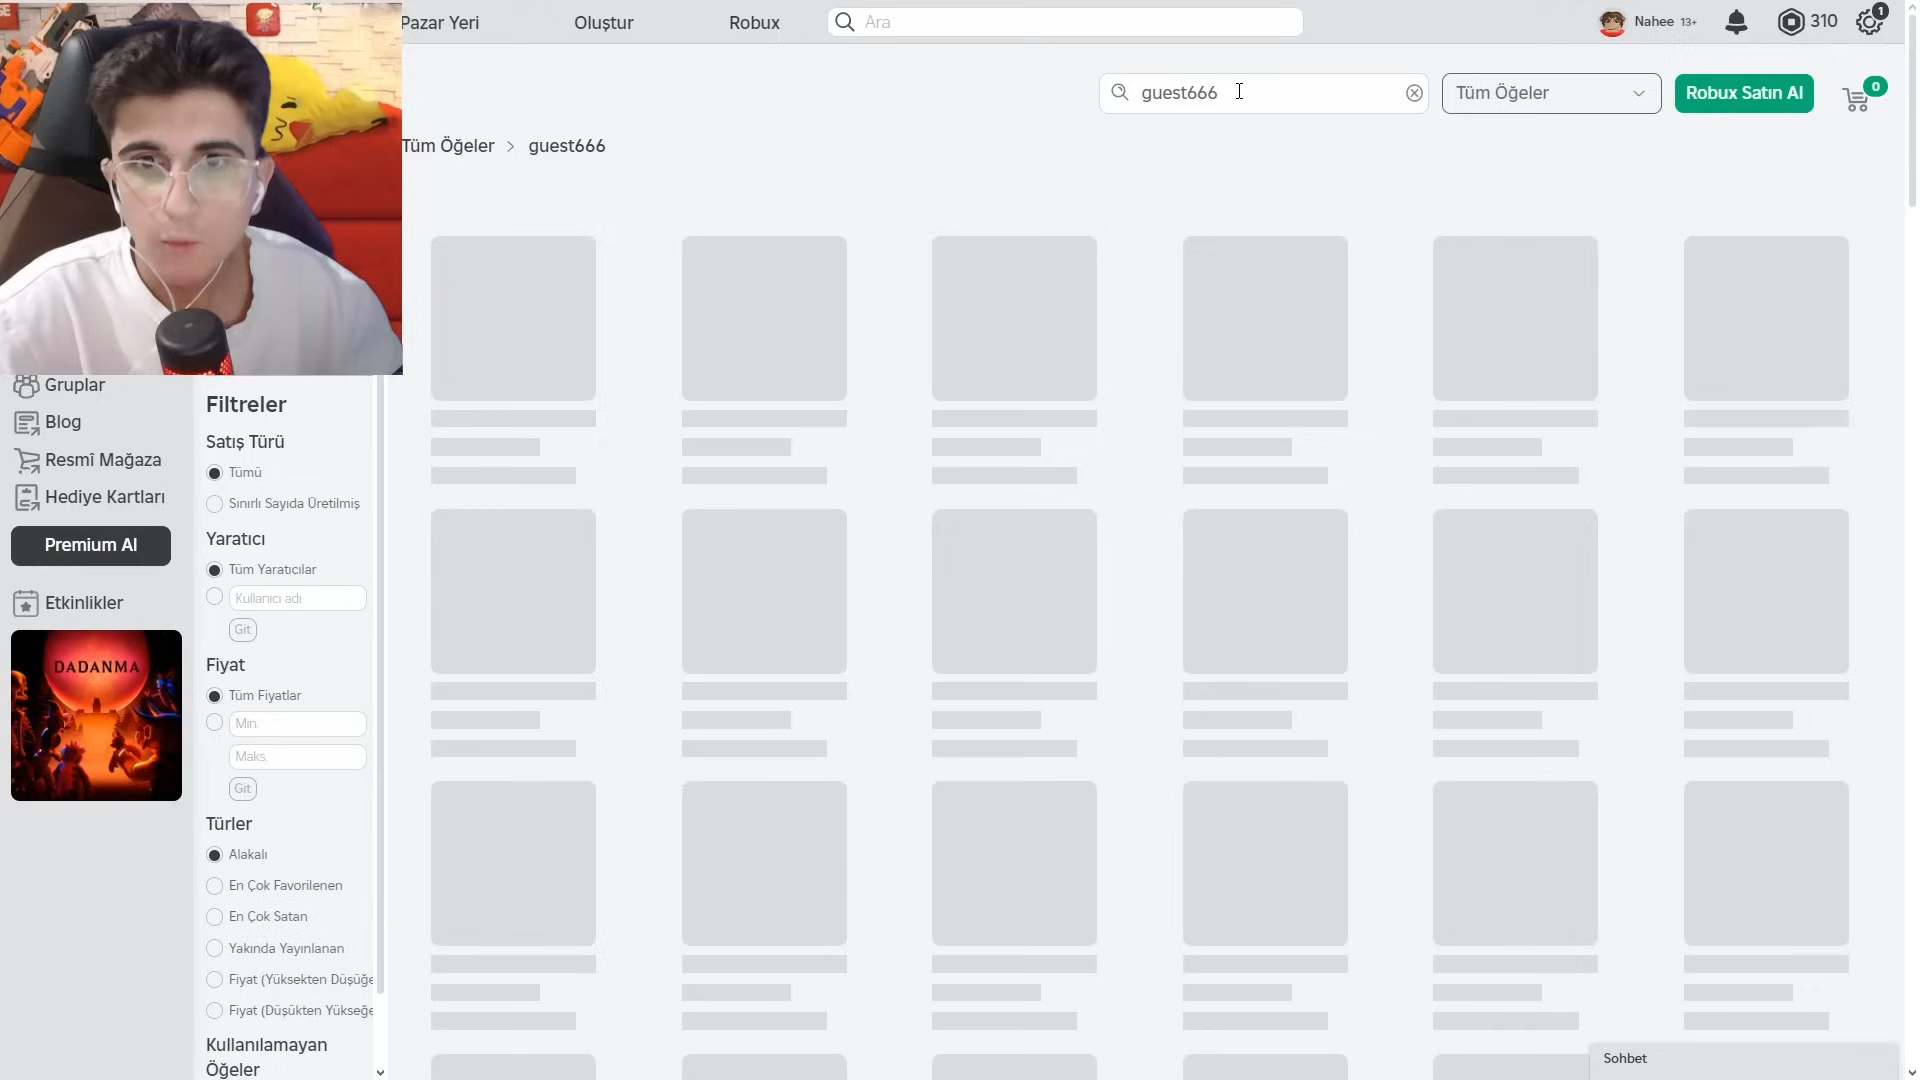 Pazar Yeri
Oluştur
Robux
Ara
Nahee 13+
310
1
guest666
Tüm Öğeler
Robux Satın Al
0
Tüm Öğeler > guest666
Gruplar
Blog
Resmî Mağaza
Hediye Kartları
Premium Al
Etkinlikler
DADANMA
Filtreler
Satış Türü
Tümü
Sınırlı Sayıda Üretilmiş
Yaratıcı
Tüm Yaratıcılar
Kullanıcı adı
Git
Fiyat
Tüm Fiyatlar
Min.
Maks.
Git
Türler
Alakalı
En Çok Favorilenen
En Çok Satan
Yakında Yayınlanan
Fiyat (Yüksekten Düşüğe
Fiyat (Düşükten Yükseğe
Kullanılamayan
Öğeler
Sohbet